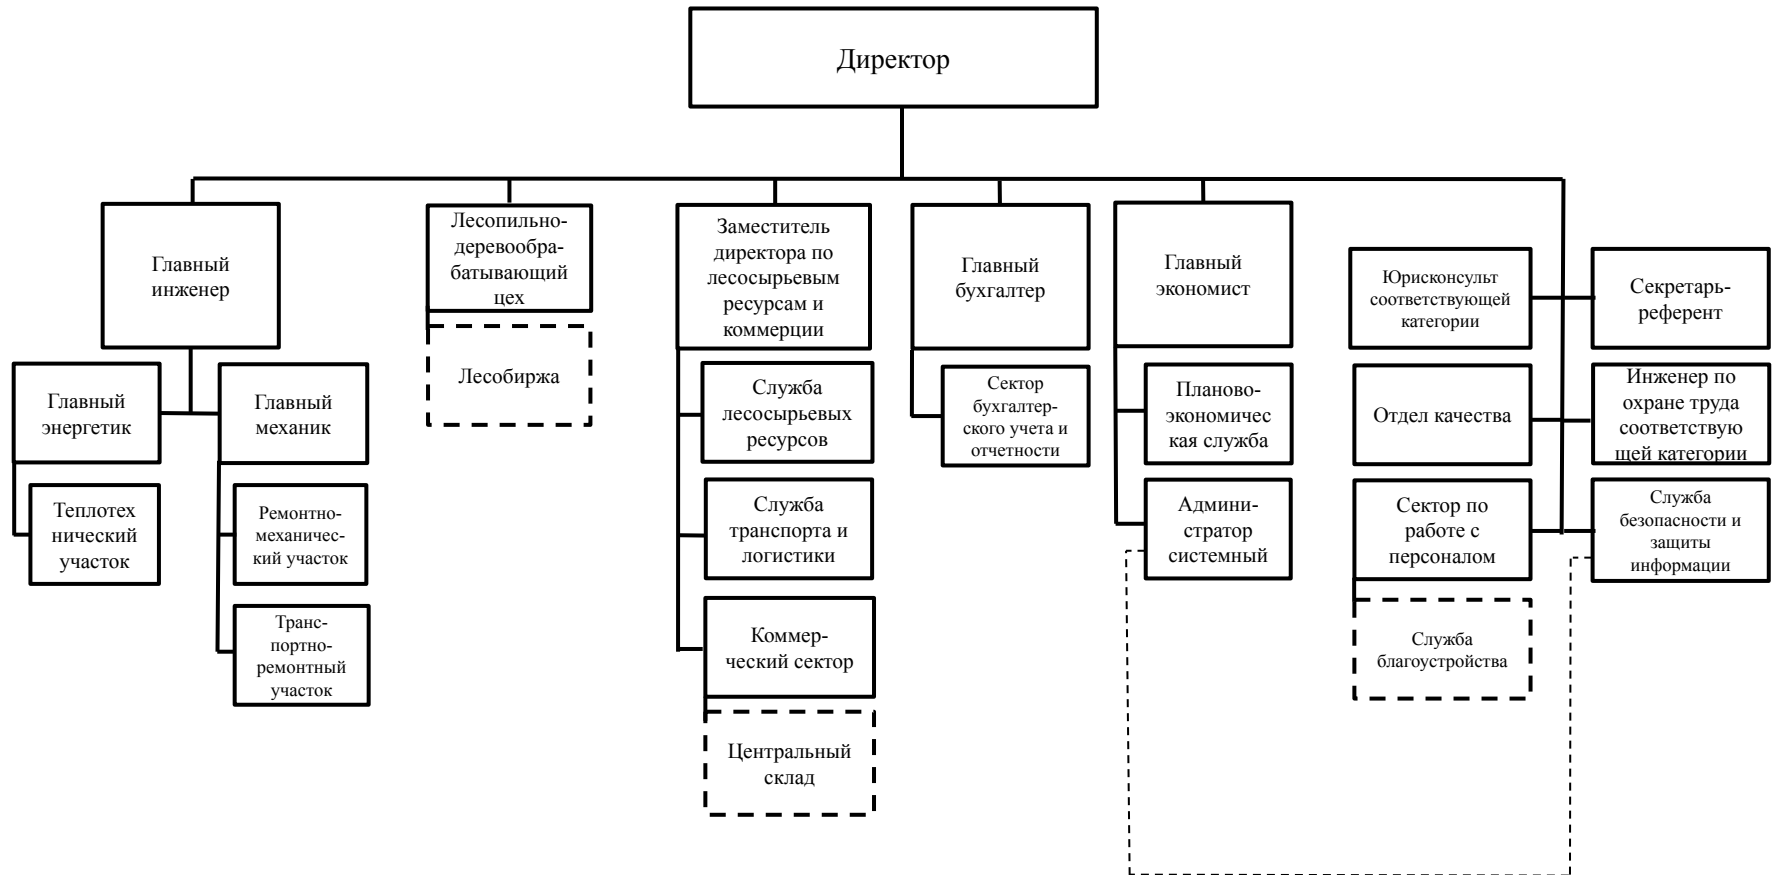 Директор
Главный
инженер
Лесопильно-
деревообра-
батывающий
цех
Заместитель
директора по
лесосырьевым
ресурсам и
коммерции
Главный
бухгалтер
Главный
экономист
Юрисконсульт
соответствующей
категории
Секретарь-
референт
Главный
энергетик
Главный
механик
Лесобиржа
Служба
лесосырьевых
ресурсов
Сектор
бухгалтер-
ского учета и
отчетности
Планово-
экономичес
кая служба
Отдел качества
Инженер по
охране труда
соответствую
щей категории
Теплотех
нический
участок
Ремонтно-
механичес-
кий участок
Служба
транспорта и
логистики
Админи-
стратор
системный
Сектор по
работе с
персоналом
Служба
безопасности и
защиты
информации
Транс-
портно-
ремонтный
участок
Коммер-
ческий сектор
Служба
благоустройства
Центральный
склад